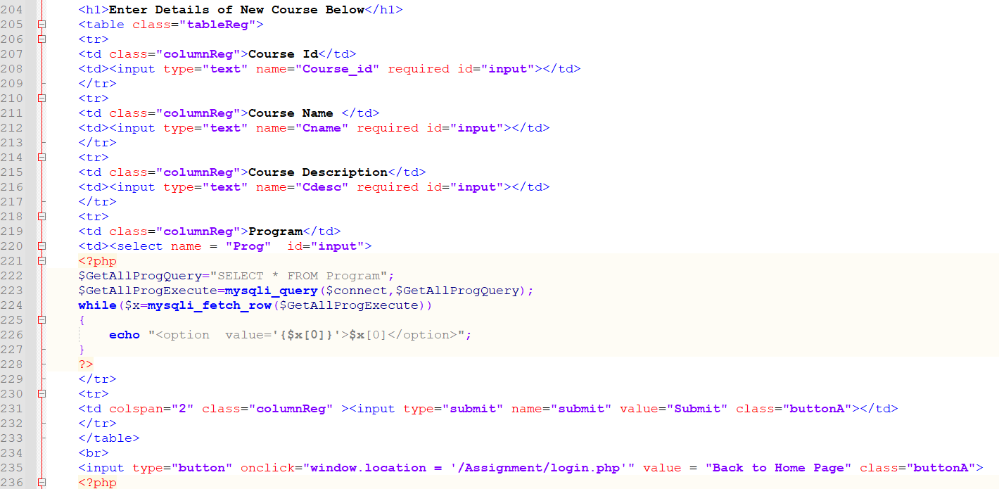 204 <h1>Enter Details of New Course Below</h1>
205 <table class="tableReg">
206 <tr>
207 <td class="columnReg">Course Id</td>
208 <td><input type="text" name="Course_id" required id="input"></td>
209 </tr>
210 <tr>
211 <td class="columnReg">Course Name </td>
212 <td><input type="text" name="Cname" required id="input"></td>
213 </tr>
214 <tr>
215 <td class="columnReg">Course Description</td>
216 <td><input type="text" name="Cdesc" required id="input"></td>
217 </tr>
218 <tr>
219 <td class="columnReg">Program</td>
220 <td><select name = "Prog"  id="input">
221 <?php
222 $GetAllProgQuery="SELECT * FROM Program";
223 $GetAllProgExecute=mysqli_query($connect,$GetAllProgQuery);
224 while($x=mysqli_fetch_row($GetAllProgExecute))
225 {
226     echo "<option  value='{$x[0]}'>$x[0]</option>";
227 }
228 ?>
229 </tr>
230 <tr>
231 <td colspan="2" class="columnReg" ><input type="submit" name="submit" value="Submit" class="buttonA"></td>
232 </tr>
233 </table>
234 <br>
235 <input type="button" onclick="window.location = '/Assignment/login.php'" value = "Back to Home Page" class="buttonA">
236 <?php